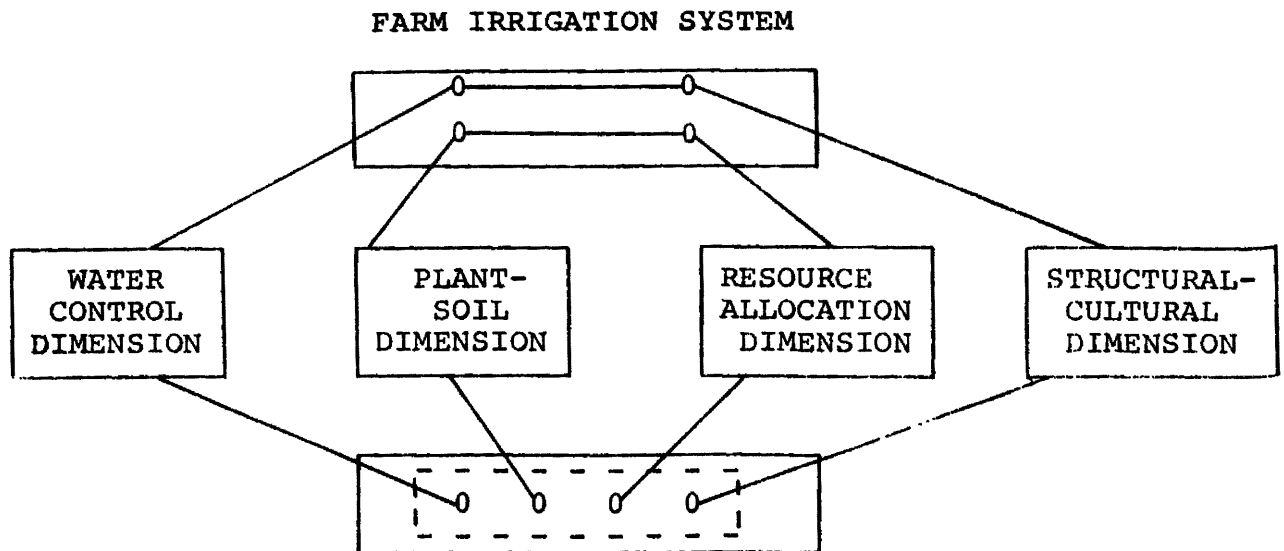 FARM IRRIGATION SYSTEM
WATER
CONTROL
DIMENSION
PLANT-
SOIL
DIMENSION
RESOURCE
ALLOCATION
DIMENSION
STRUCTURAL-
CULTURAL
DIMENSION